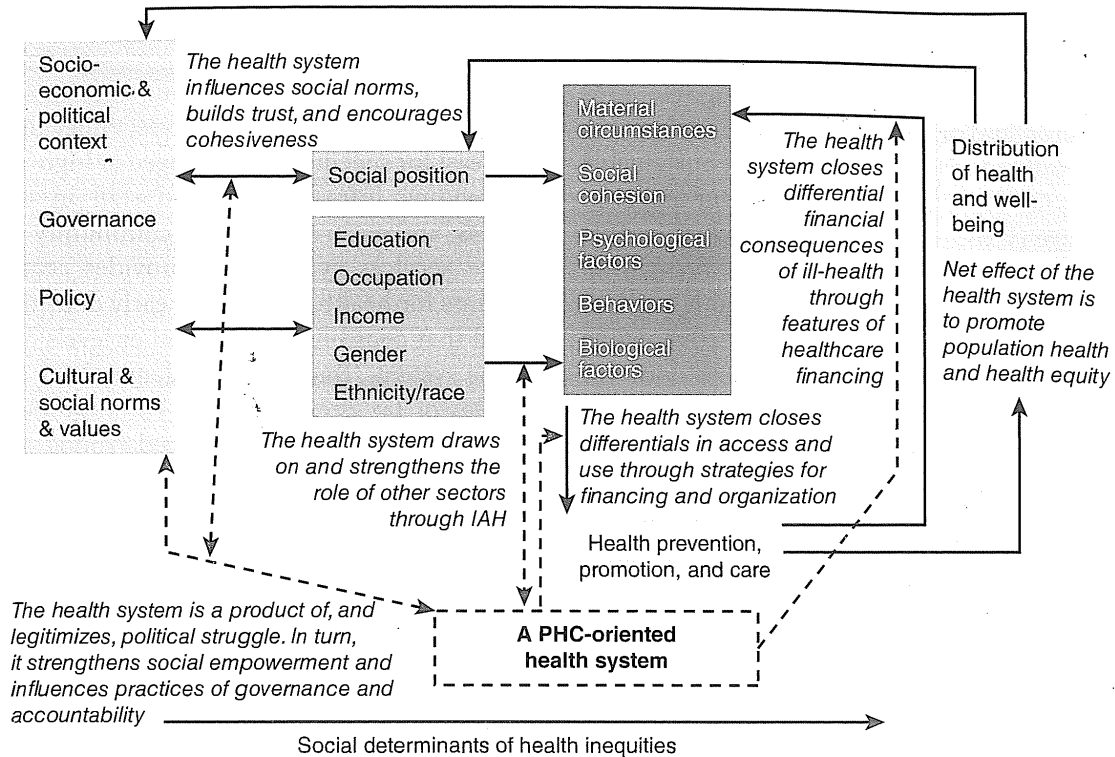 Socio-
economic &
political
context
Governance
Policy
Cultural &
social norms
& values
The health system
influences social norms,
builds trust, and encourages
cohesiveness
Social position
Education
Occupation
Income
Gender
Ethnicity/race
Material
circumstances
Social
cohesion
Psychological
factors
Behaviors
Biological
factors
The health
system closes
differential
financial
consequences
of ill-health
through
features of
healthcare
financing
Distribution
of health
and well-
being
Net effect of the
health system is
to promote
population health
and health equity
The health system draws
on and strengthens the
role of other sectors
through IAH
The health system closes
differentials in access and
use through strategies for
financing and organization
Health prevention,
promotion, and care
A PHC-oriented
health system
The health system is a product of, and
legitimizes, political struggle. In turn,
it strengthens social empowerment and
influences practices of governance and
accountability
Social determinants of health inequities